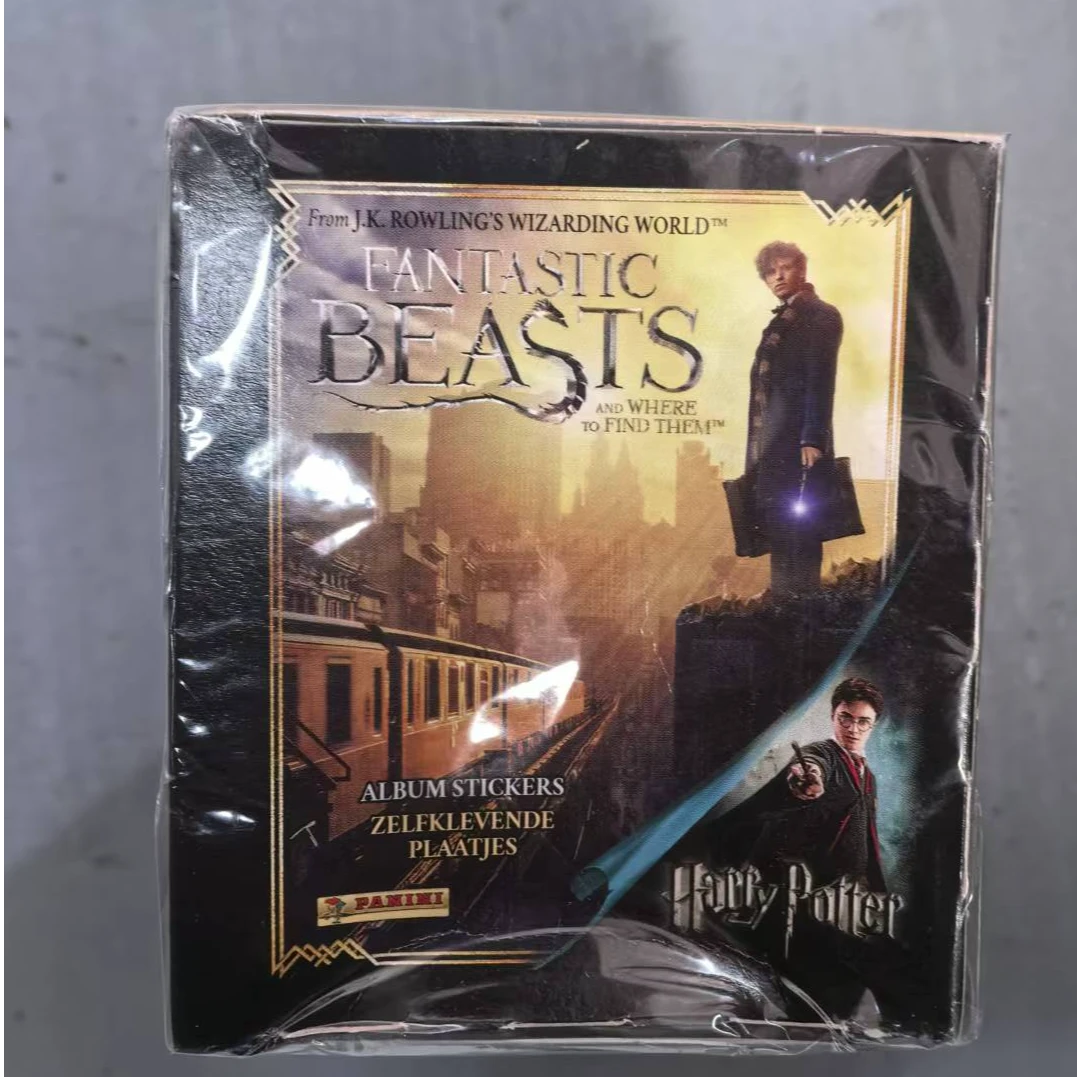 From J.K. ROWLING'S WIZARDING WORLD™
FANTASTIC
BEASTS
AND WHERE
TO FIND THEM™
ALBUM STICKERS
ZELFKLEVENDE
PLAATJES
PANINI
Harry Potter